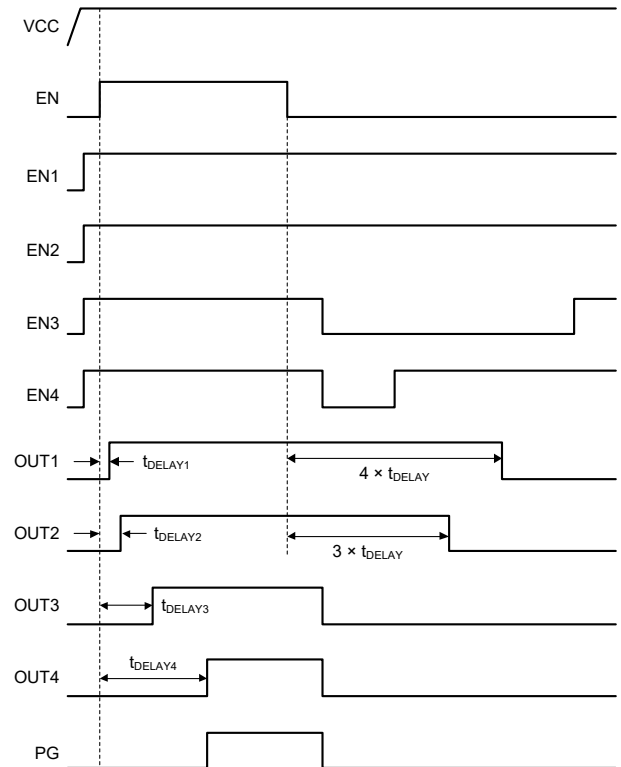 VCC
EN
EN1
EN2
EN3
EN4
OUT1 tDELAY1 4 × tDELAY
OUT2 tDELAY2 3 × tDELAY
OUT3 tDELAY3
OUT4 tDELAY4
PG